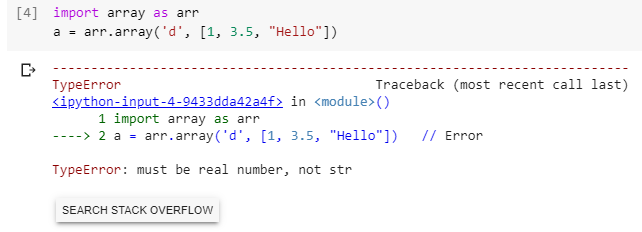 [4] import array as arr
a = arr.array('d', [1, 3.5, "Hello"])
---------------------------------------------------------------------------
TypeError Traceback (most recent call last)
<ipython-input-4-9433dda42a4f> in <module>()
1 import array as arr
----> 2 a = arr.array('d', [1, 3.5, "Hello"]) // Error
TypeError: must be real number, not str
SEARCH STACK OVERFLOW